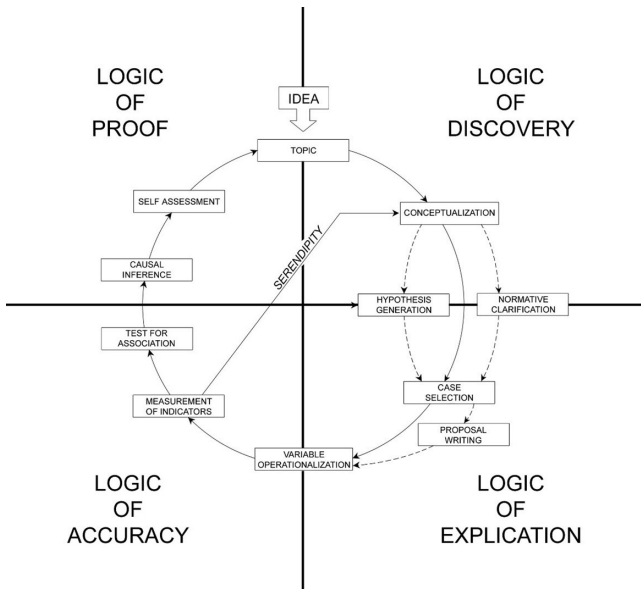 LOGIC
OF
PROOF
LOGIC
OF
DISCOVERY
IDEA
TOPIC
SELF ASSESSMENT
CONCEPTUALIZATION
SERENDIPITY
CAUSAL
INFERENCE
HYPOTHESIS
GENERATION
NORMATIVE
CLARIFICATION
TEST FOR
ASSOCIATION
MEASUREMENT
OF INDICATORS
CASE
SELECTION
PROPOSAL
WRITING
VARIABLE
OPERATIONALIZATION
LOGIC
OF
ACCURACY
LOGIC
OF
EXPLICATION